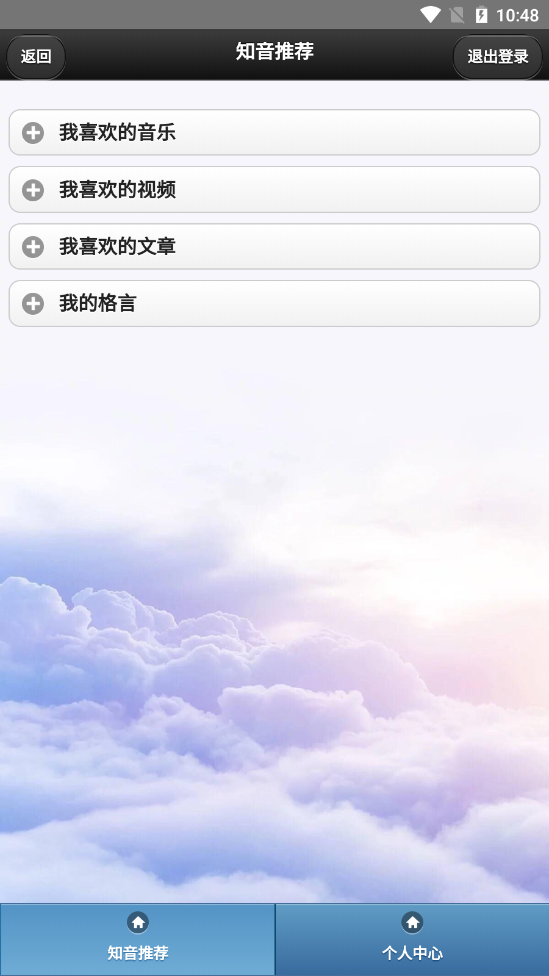 10:48
返回
知音推荐
退出登录
我喜欢的音乐
我喜欢的视频
我喜欢的文章
我的格言
知音推荐
个人中心